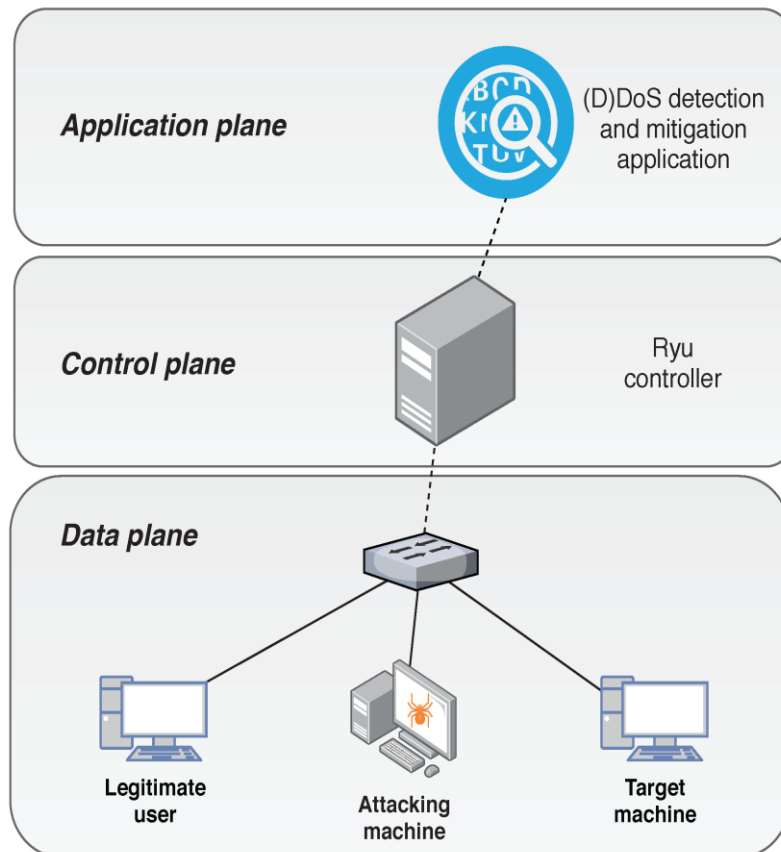 Application plane
(D)DoS detection
and mitigation
application
Control plane
Ryu
controller
Data plane
Legitimate
user
Attacking
machine
Target
machine